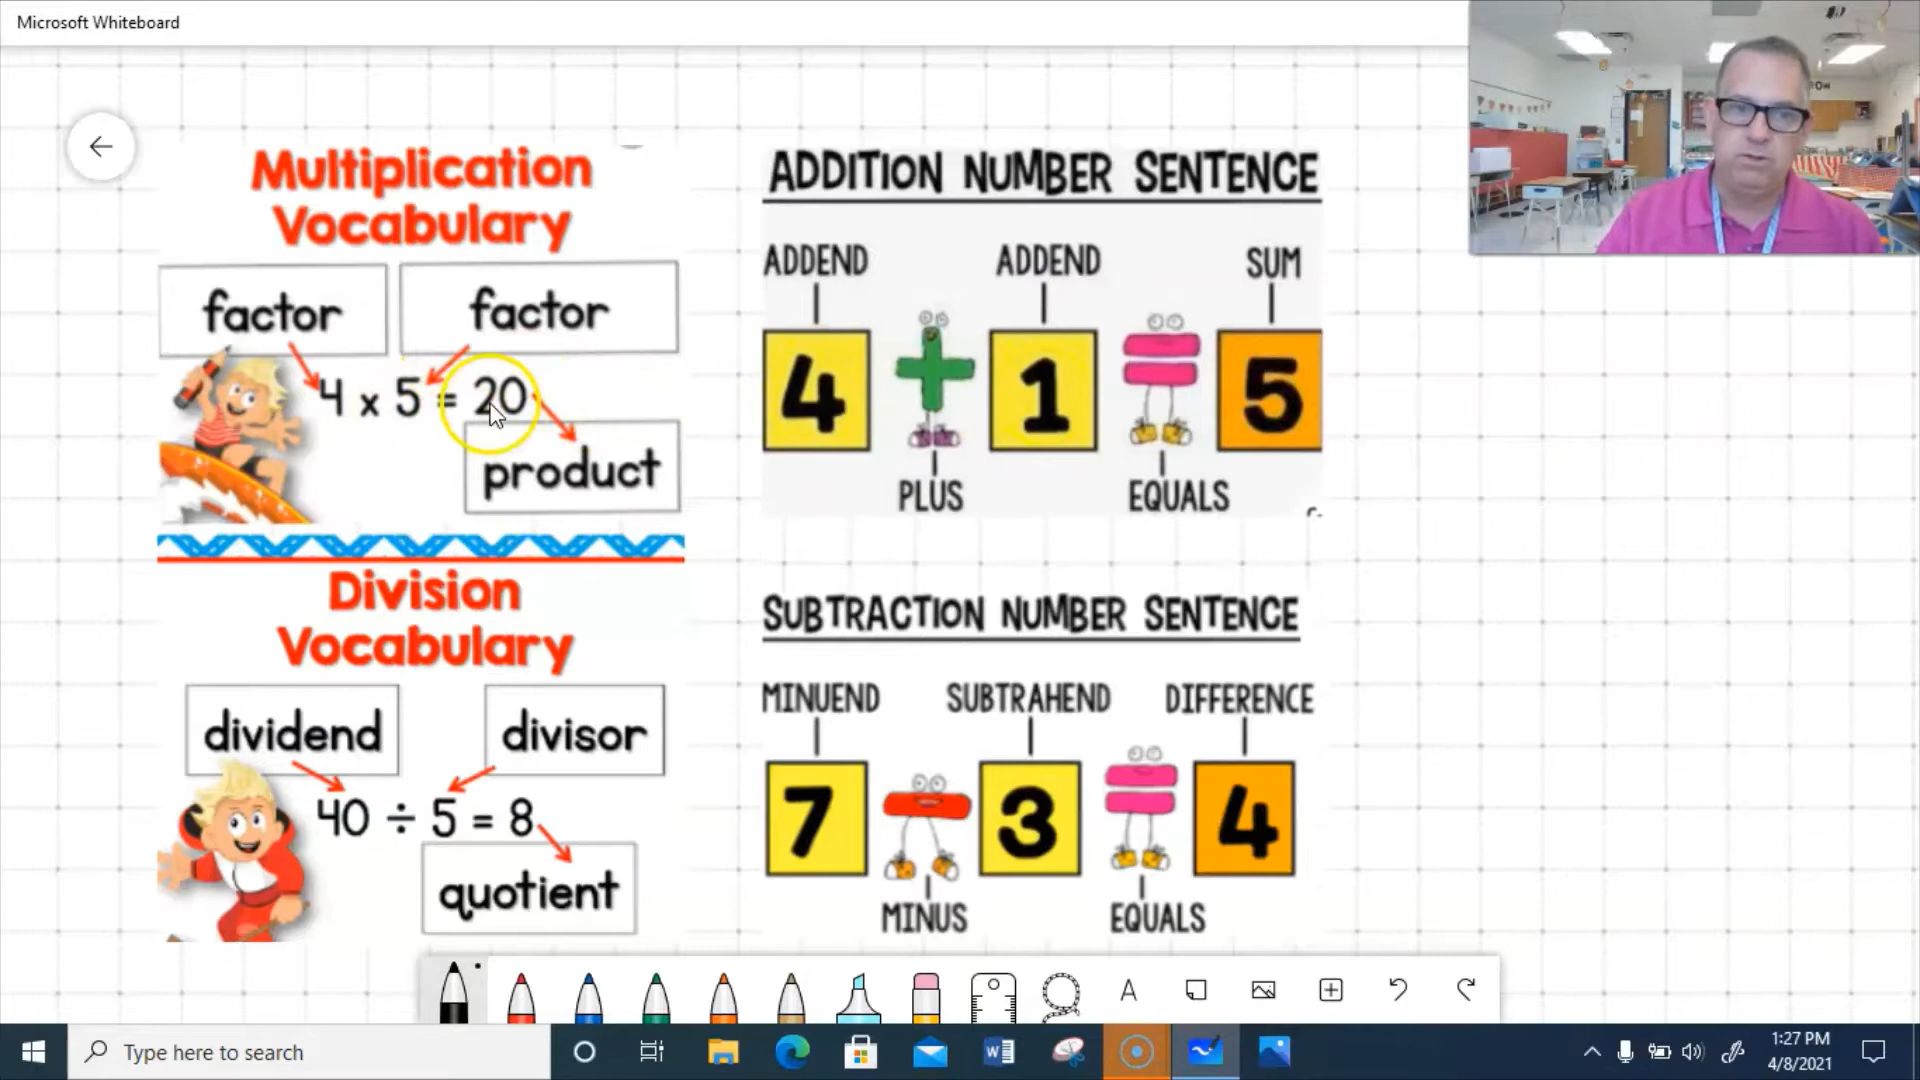 Microsoft Whiteboard
Multiplication
Vocabulary
factor
factor
4 x 5 = 20
product
Division
Vocabulary
dividend
divisor
40 ÷ 5 = 8
quotient
ADDITION NUMBER SENTENCE
ADDEND ADDEND SUM
4 + 1 = 5
PLUS EQUALS
SUBTRACTION NUMBER SENTENCE
MINUEND SUBTRAHEND DIFFERENCE
7 - 3 = 4
MINUS EQUALS
A
Type here to search
1:27 PM
4/8/2021